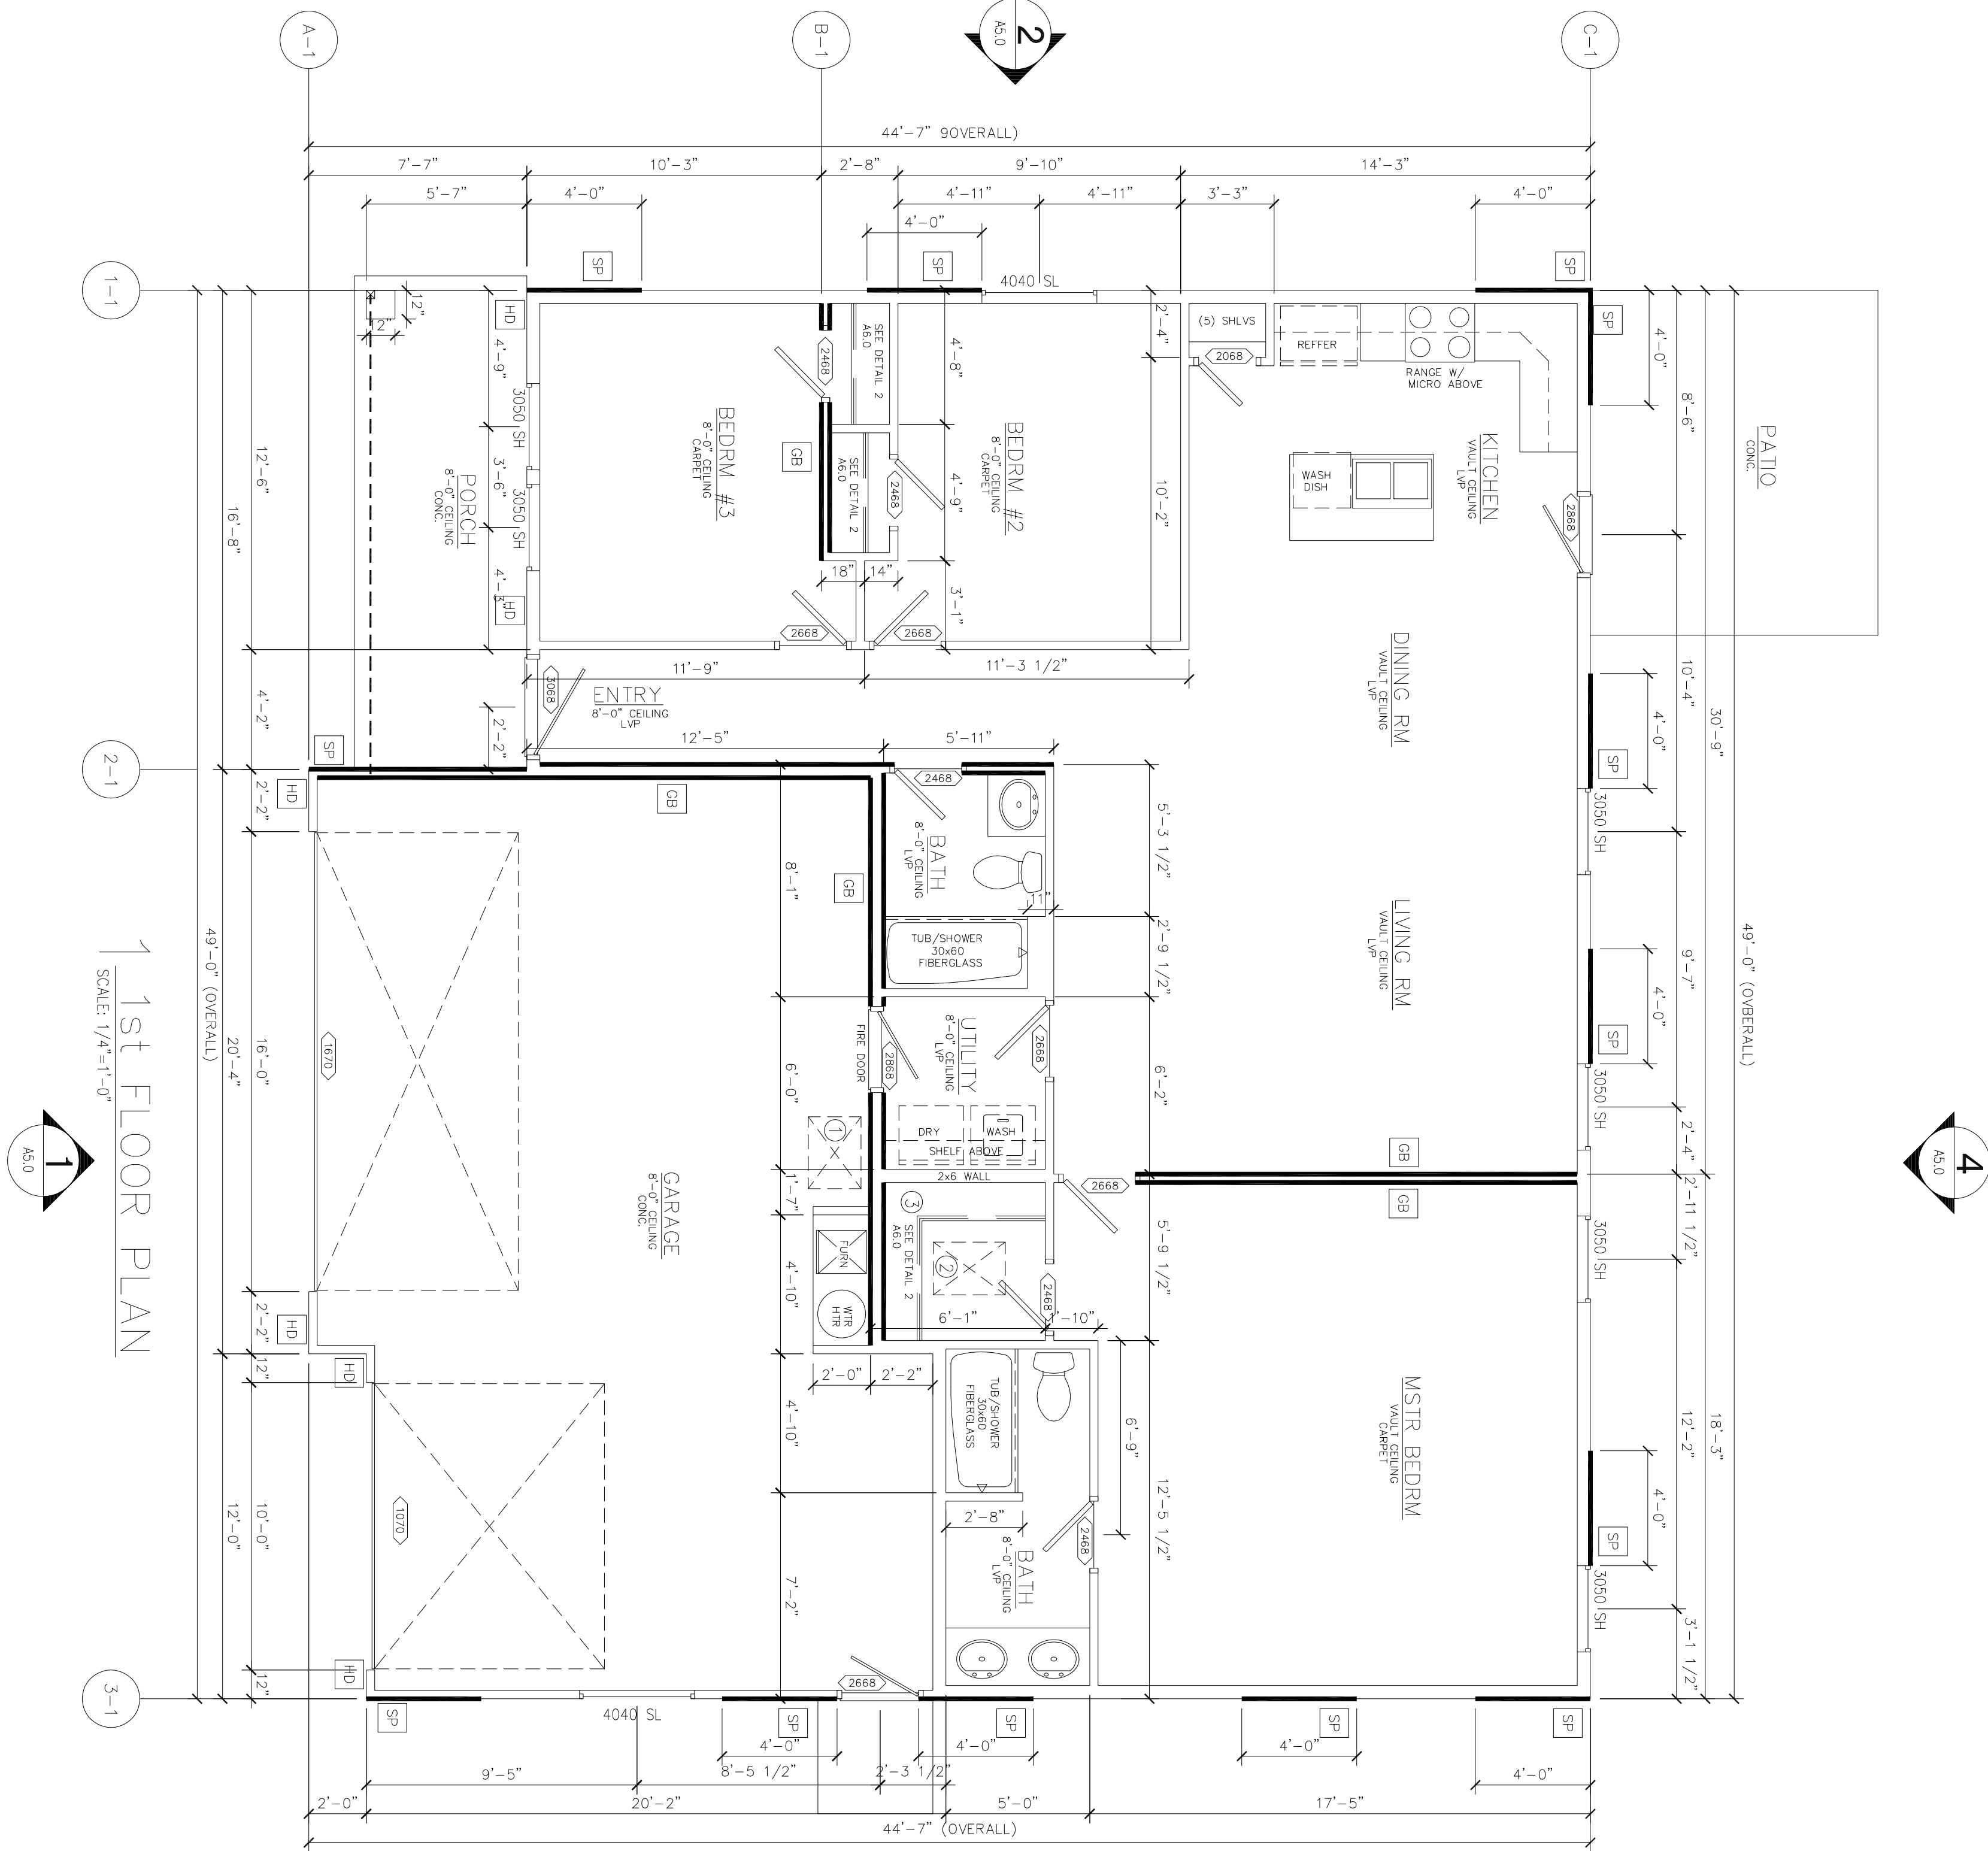 A-1
B-1
C-1
2
A5.0
44'-7" 9OVERALL)
7'-7"
10'-3"
2'-8"
9'-10"
14'-3"
5'-7"
4'-0"
4'-11"
4'-11"
3'-3"
4'-0"
4'-0"
SP
SP
SP
4040 SL
1-1
2-1
3-1
49'-0" (OVERALL)
16'-8"
20'-4"
12'-0"
12'-6"
4'-2"
2'-2"
16'-0"
2'-2"
12"
10'-0"
12"
12"
12"
HD
4'-9"
3050 SH
3'-6"
3050 SH
4'-3"
HD
2'-2"
PORCH
8'-0" CEILING
CONC.
SP
HD
BEDRM #3
8'-0" CEILING
CARPET
2468
SEE DETAIL 2
A6.0
GB
SEE DETAIL 2
A6.0
2468
18"
14"
2668
2668
4'-8"
4'-9"
3'-1"
BEDRM #2
8'-0" CEILING
CARPET
2'-4"
10'-2"
11'-9"
11'-3 1/2"
(5) SHLVS
2068
REFFER
RANGE W/
MICRO ABOVE
WASH
DISH
KITCHEN
VAULT CEILING
LVP
2868
SP
4'-0"
8'-6"
PATIO
CONC.
DINING RM
VAULT CEILING
LVP
10'-4"
30'-9"
49'-0" (OVBERALL)
4'-0"
SP
3050 SH
3068
ENTRY
8'-0" CEILING
LVP
12'-5"
5'-11"
2468
GB
GB
8'-1"
BATH
8'-0" CEILING
LVP
11"
5'-3 1/2"
2'-9 1/2"
TUB/SHOWER
30x60
FIBERGLASS
LIVING RM
VAULT CEILING
LVP
9'-7"
4'-0"
SP
3050 SH
2'-4"
FIRE DOOR
2868
UTILITY
8'-0" CEILING
LVP
2668
6'-0"
6'-2"
DRY
WASH
SHELF ABOVE
2x6 WALL
1
1'-7"
GARAGE
8'-0" CEILING
CONC.
1670
FURN
WTR
HTR
4'-10"
3
SEE DETAIL 2
A6.0
2
2468
2668
GB
GB
5'-9 1/2"
6'-1"
1'-10"
2'-11 1/2"
3050 SH
18'-3"
HD
HD
2'-0"
2'-2"
4'-10"
TUB/SHOWER
30x60
FIBERGLASS
6'-9"
12'-5 1/2"
MSTR BEDRM
VAULT CEILING
CARPET
12'-2"
4'-0"
SP
3050 SH
3'-1 1/2"
1070
7'-2"
2'-8"
BATH
8'-0" CEILING
LVP
2468
HD
2668
SP
4040 SL
SP
SP
SP
SP
4'-0"
4'-0"
4'-0"
4'-0"
9'-5"
8'-5 1/2"
2'-3 1/2"
2'-0"
20'-2"
5'-0"
17'-5"
44'-7" (OVERALL)
1 1St FLOOR PLAN
SCALE: 1/4"=1'-0"
1
A5.0
4
A5.0